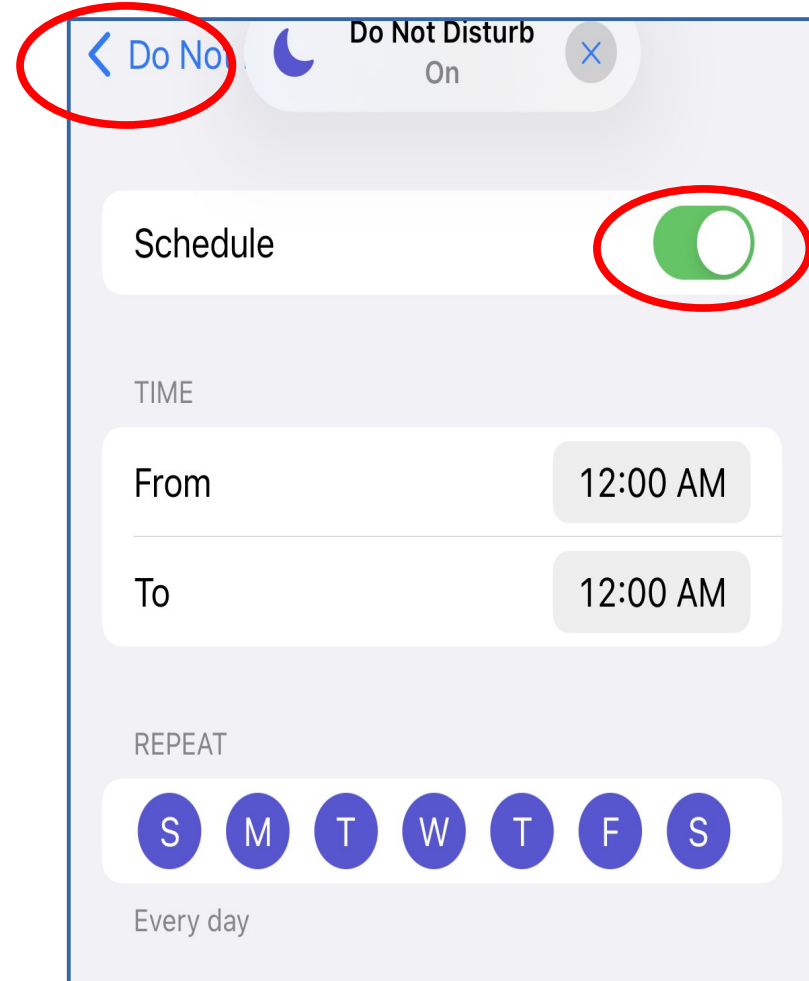 Do Not Disturb
Do Not
On
Schedule
TIME
From 12:00 AM
To 12:00 AM
REPEAT
S M T W T F S
Every day